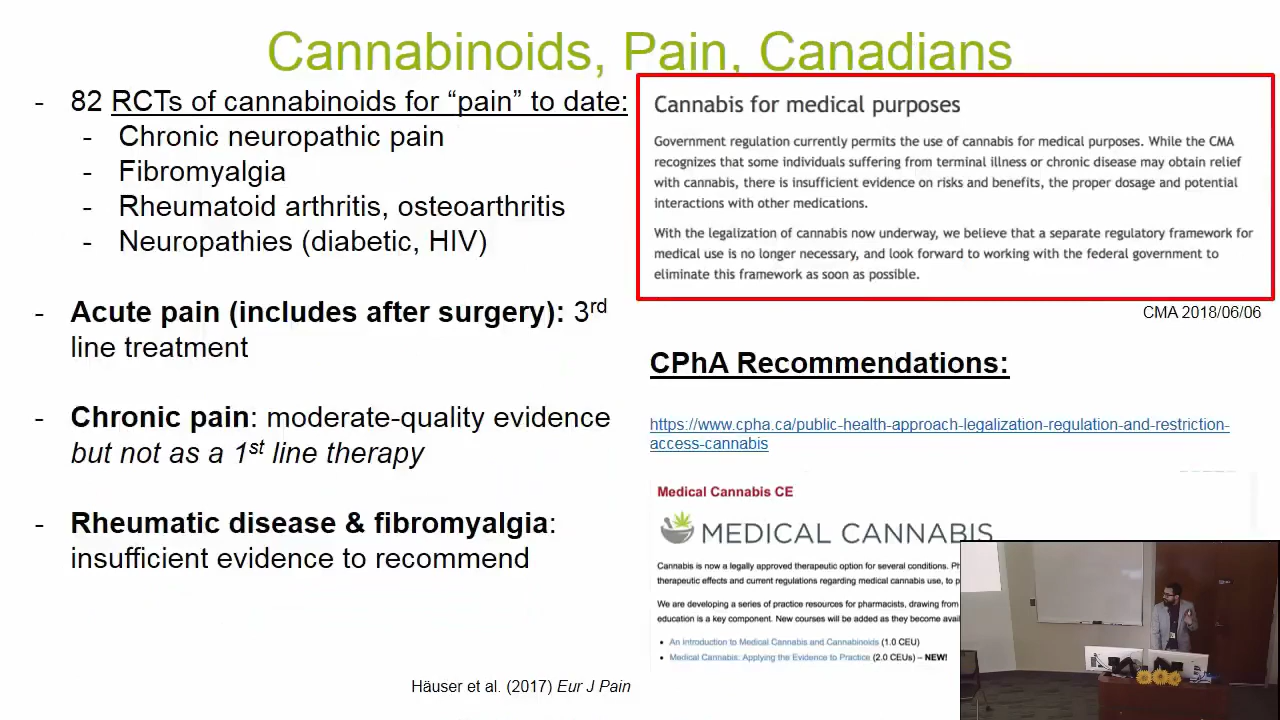 Cannabinoids, Pain, Canadians
- 82 RCTs of cannabinoids for “pain” to date:
- Chronic neuropathic pain
- Fibromyalgia
- Rheumatoid arthritis, osteoarthritis
- Neuropathies (diabetic, HIV)
- Acute pain (includes after surgery): 3rd
line treatment
- Chronic pain: moderate-quality evidence
but not as a 1st line therapy
- Rheumatic disease & fibromyalgia:
insufficient evidence to recommend
Häuser et al. (2017) Eur J Pain
Cannabis for medical purposes
Government regulation currently permits the use of cannabis for medical purposes. While the CMA
recognizes that some individuals suffering from terminal illness or chronic disease may obtain relief
with cannabis, there is insufficient evidence on risks and benefits, the proper dosage and potential
interactions with other medications.
With the legalization of cannabis now underway, we believe that a separate regulatory framework for
medical use is no longer necessary, and look forward to working with the federal government to
eliminate this framework as soon as possible.
CMA 2018/06/06
CPhA Recommendations:
https://www.cpha.ca/public-health-approach-legalization-regulation-and-restriction-
access-cannabis
Medical Cannabis CE
MEDICAL CANNABIS
Cannabis is now a legally approved therapeutic option for several conditions.
therapeutic effects and current regulations regarding medical cannabis use, to
We are developing a series of practice resources for pharmacists, drawing from
education is a key component. New courses will be added as they become
• An Introduction to Medical Cannabis and Cannabinoids (1.0 CEU)
• Medical Cannabis: Applying the Evidence to Practice (2.0 CEUs) – NEW!